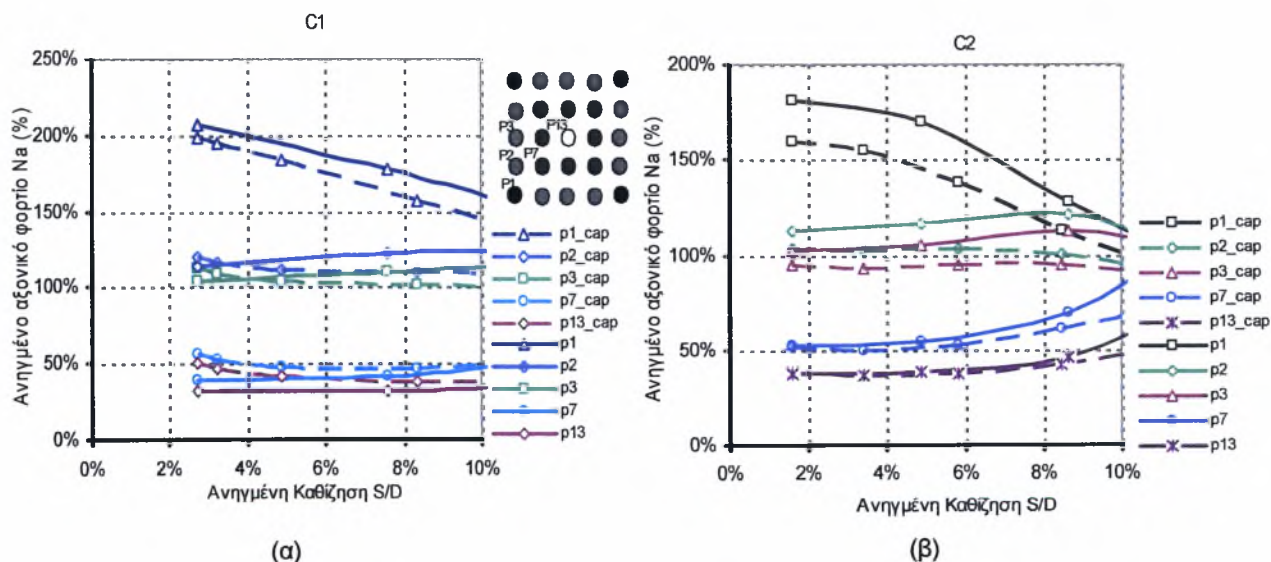 C1
250%
200%
150%
100%
50%
0%
0% 2% 4% 6% 8% 10%
Ανηγμένο αξονικό φορτίο Na (%)
Ανηγμένη Καθίζηση S/D
P3 P13
P2 P7
P1
p1_cap
p2_cap
p3_cap
p7_cap
p13_cap
p1
p2
p3
p7
p13
(α)
C2
200%
150%
100%
50%
0%
0% 2% 4% 6% 8% 10%
Ανηγμένο αξονικό φορτίο Na (%)
Ανηγμένη Καθίζηση S/D
p1_cap
p2_cap
p3_cap
p7_cap
p13_cap
p1
p2
p3
p7
p13
(β)